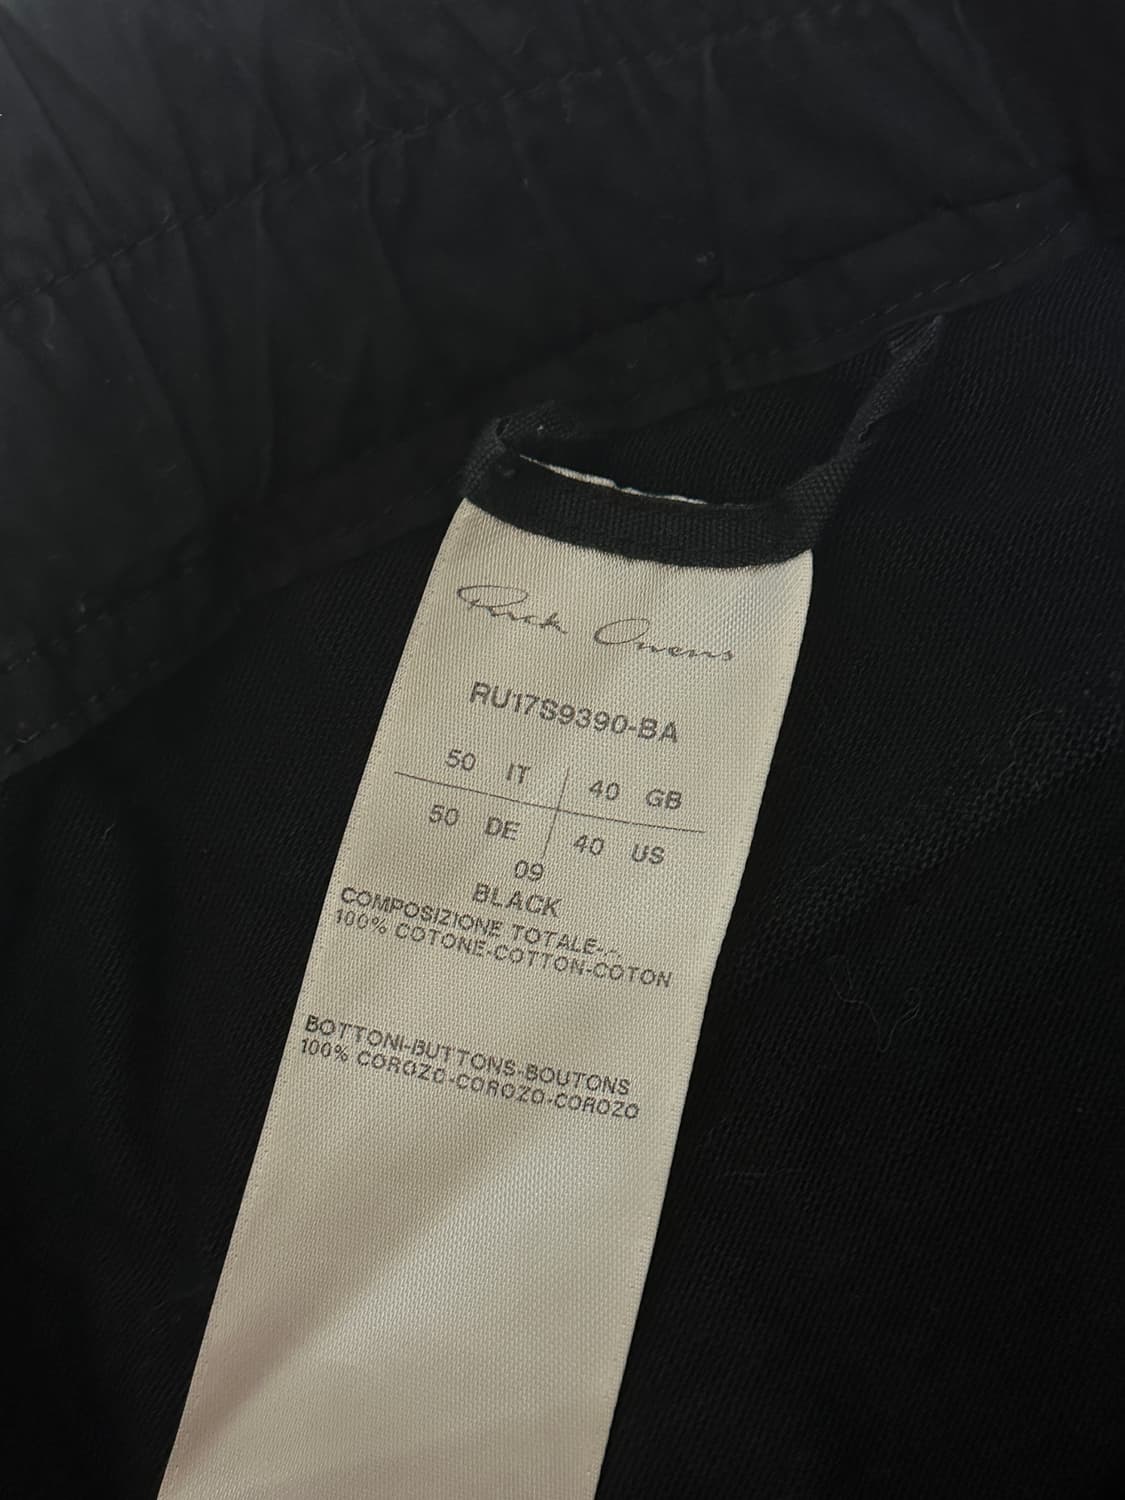 Rick Owens
RU17S9390-BA
50 IT 40 GB
50 DE 40 US
09
BLACK
COMPOSIZIONE TOTALE-.-
100% COTONE-COTTON-COTON
BOTTONI-BUTTONS-BOUTONS
100% COROZO-COROZO-COROZO